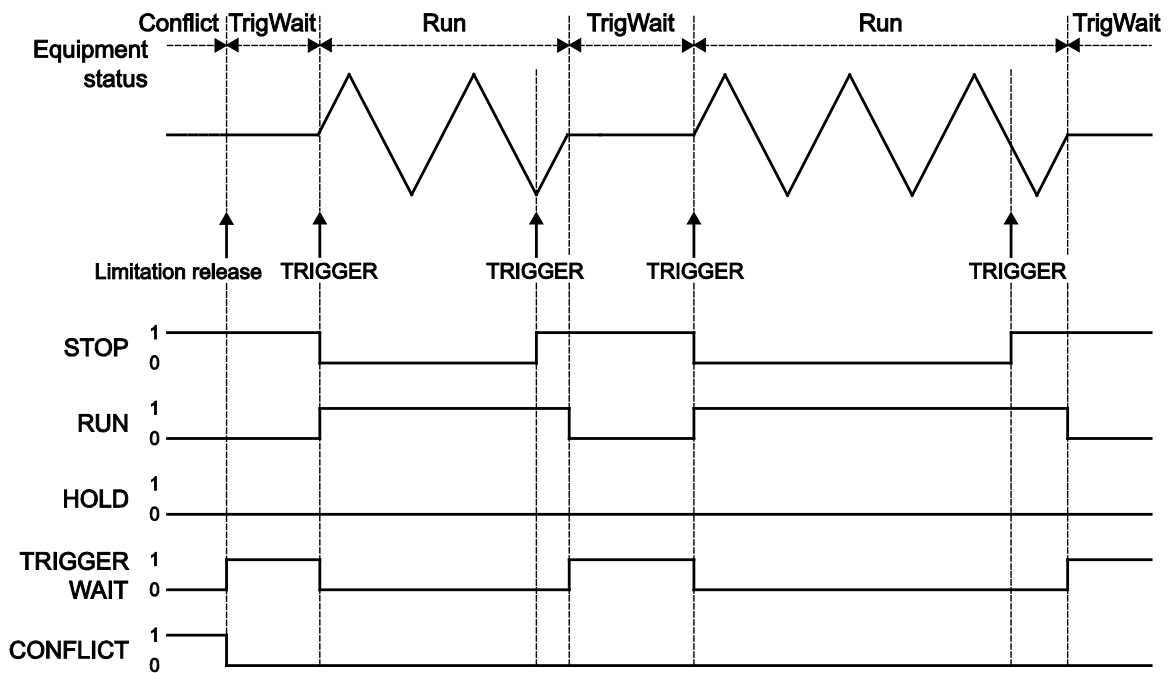 Conflict TrigWait Run TrigWait Run TrigWait
Equipment
status
Limitation release TRIGGER TRIGGER TRIGGER TRIGGER
1
STOP
0
1
RUN
0
1
HOLD
0
TRIGGER 1
WAIT 0
1
CONFLICT
0